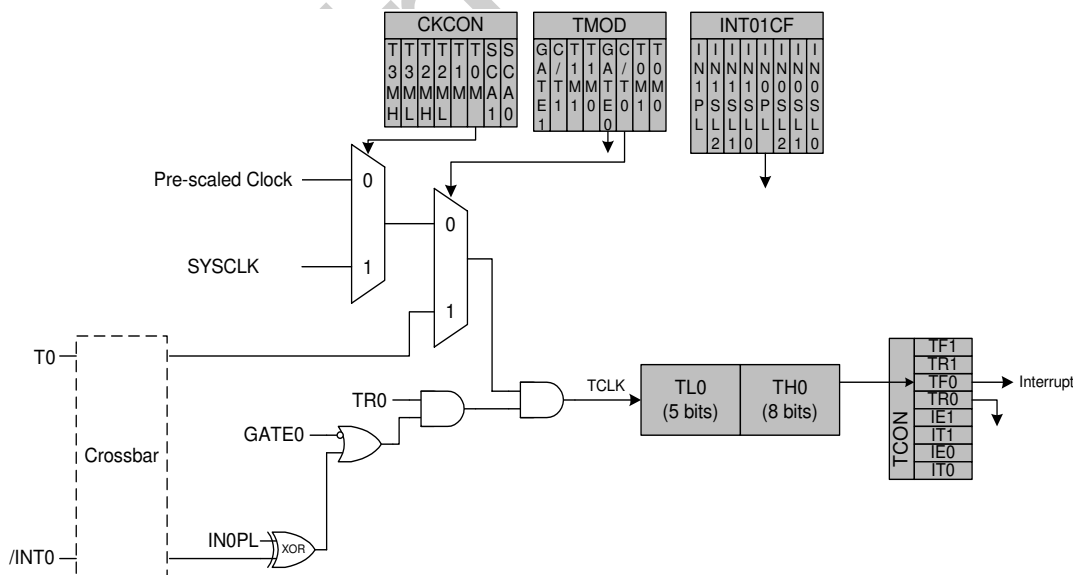 CKCON
T3MH
T3ML
T2MH
T2ML
T1M
T0M
SCA1
SCA0
TMOD
GATE1
C/T1
T1M1
T1M0
GATE0
C/T0
T0M1
T0M0
INT01CF
IN1PL
IN1SL2
IN1SL1
IN1SL0
IN0PL
IN0SL2
IN0SL1
IN0SL0
Pre-scaled Clock
0
SYSCLK
1
0
1
T0
Crossbar
/INT0
TR0
GATE0
IN0PL
XOR
TCLK
TL0
(5 bits)
TH0
(8 bits)
TCON
TF1
TR1
TF0
TR0
IE1
IT1
IE0
IT0
Interrupt